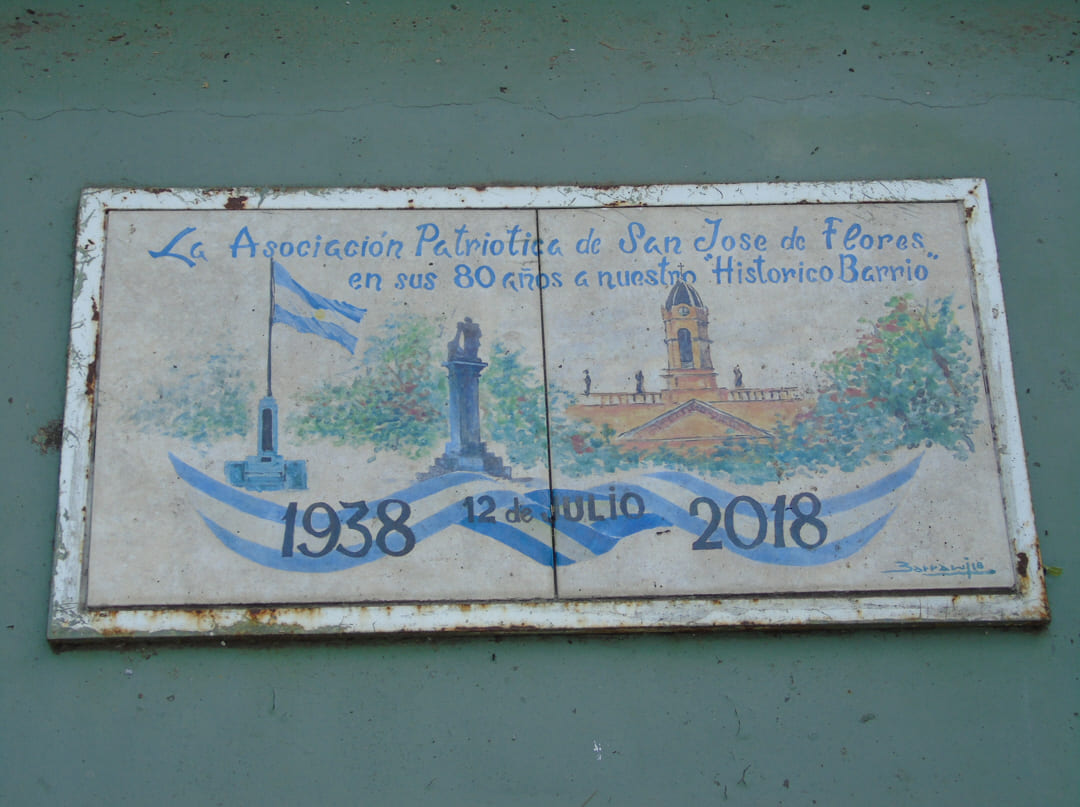 La Asociación Patriotica de San Jose de Flores
en sus 80 años a nuestro "Historico Barrio"
1938 12 de JULIO 2018